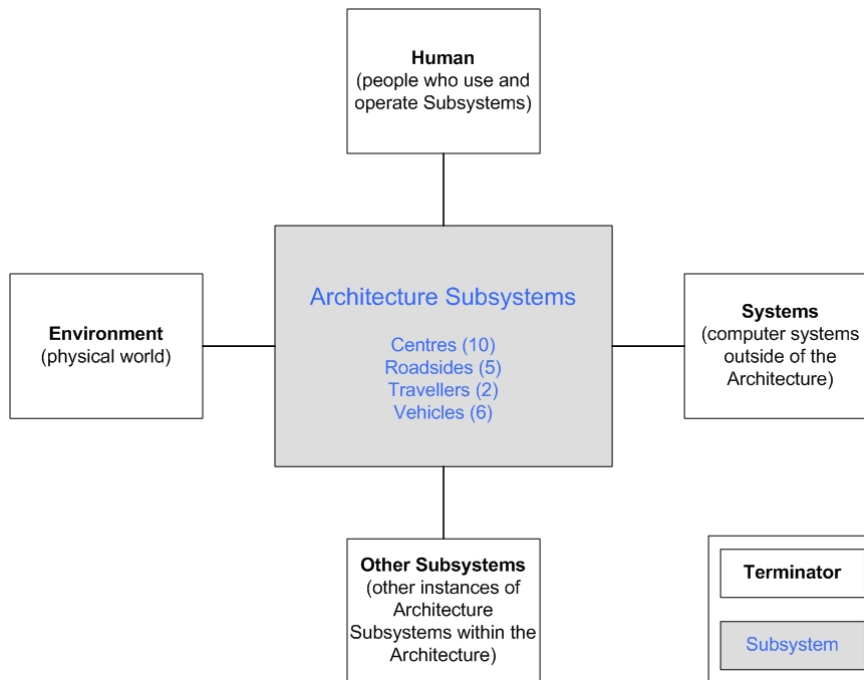 Human
(people who use and
operate Subsystems)
Environment
(physical world)
Architecture Subsystems
Centres (10)
Roadsides (5)
Travellers (2)
Vehicles (6)
Systems
(computer systems
outside of the
Architecture)
Other Subsystems
(other instances of
Architecture
Subsystems within the
Architecture)
Terminator
Subsystem